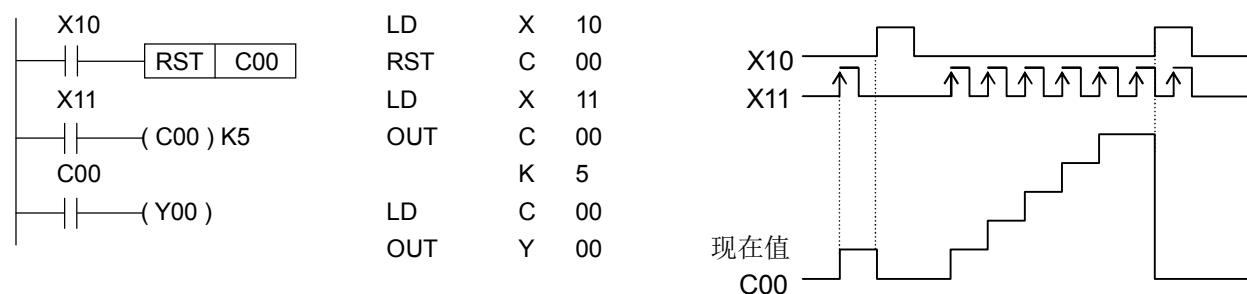 X10
RST C00
X11
( C00 ) K5
C00
( Y00 )
LD X 10
RST C 00
LD X 11
OUT C 00
K 5
LD C 00
OUT Y 00
X10
X11
现在值
C00